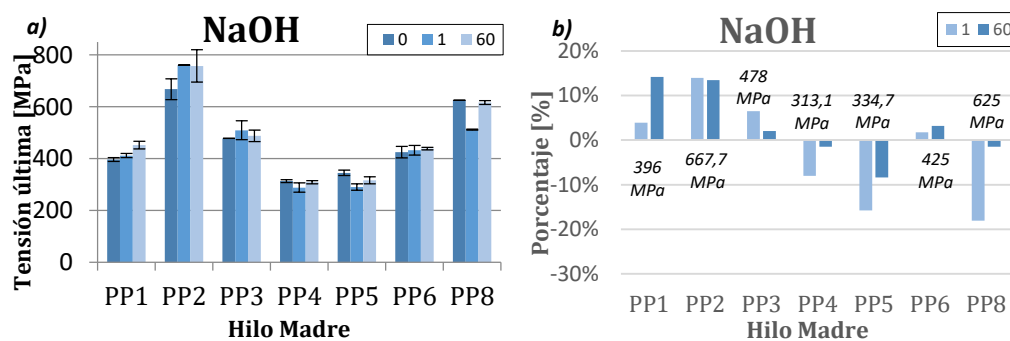 a)
NaOH
0 1 60
Tensión última [MPa]
800
600
400
200
0
PP1 PP2 PP3 PP4 PP5 PP6 PP8
Hilo Madre
b)
NaOH
1 60
Porcentaje [%]
20%
10%
0%
-10%
-20%
-30%
396
MPa
667,7
MPa
478
MPa
313,1
MPa
334,7
MPa
425
MPa
625
MPa
PP1 PP2 PP3 PP4 PP5 PP6 PP8
Hilo Madre